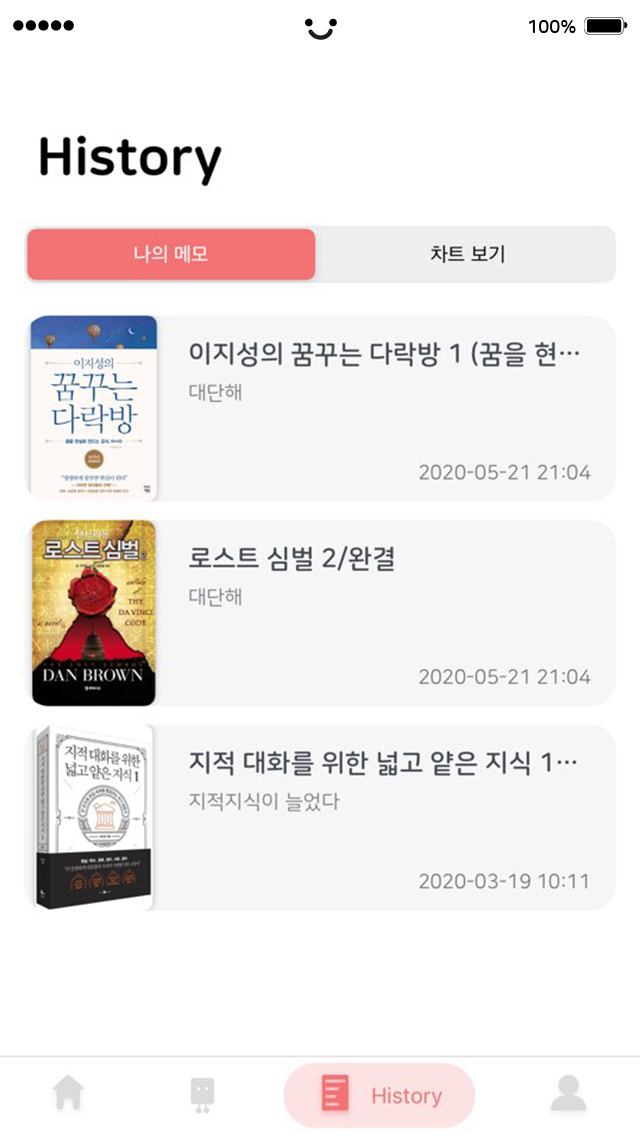 100%
History
나의 메모
차트 보기
이지성의
꿈꾸는
다락방
이지성의 꿈꾸는 다락방 1 (꿈을 현…
대단해
2020-05-21 21:04
로스트 심벌 2
THE
DA VINCI
CODE
THE LOST SYMBOL
DAN BROWN
로스트 심벌 2/완결
대단해
2020-05-21 21:04
지적 대화를 위한
넓고 얕은 지식 1
지적 대화를 위한 넓고 얕은 지식 1…
지적지식이 늘었다
2020-03-19 10:11
History